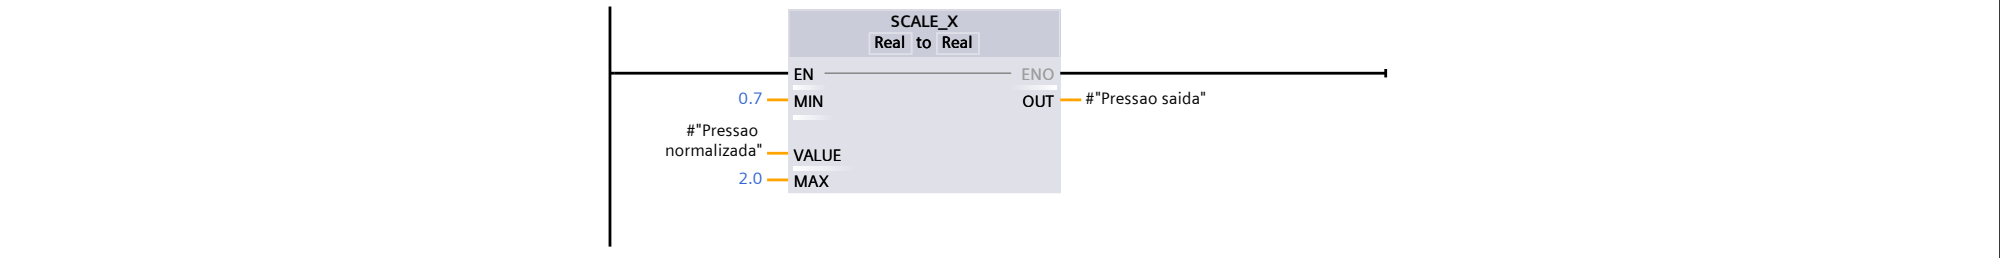 SCALE_X
Real to Real
EN
ENO
0.7
MIN
OUT
#"Pressao saida"
#"Pressao
normalizada"
VALUE
2.0
MAX